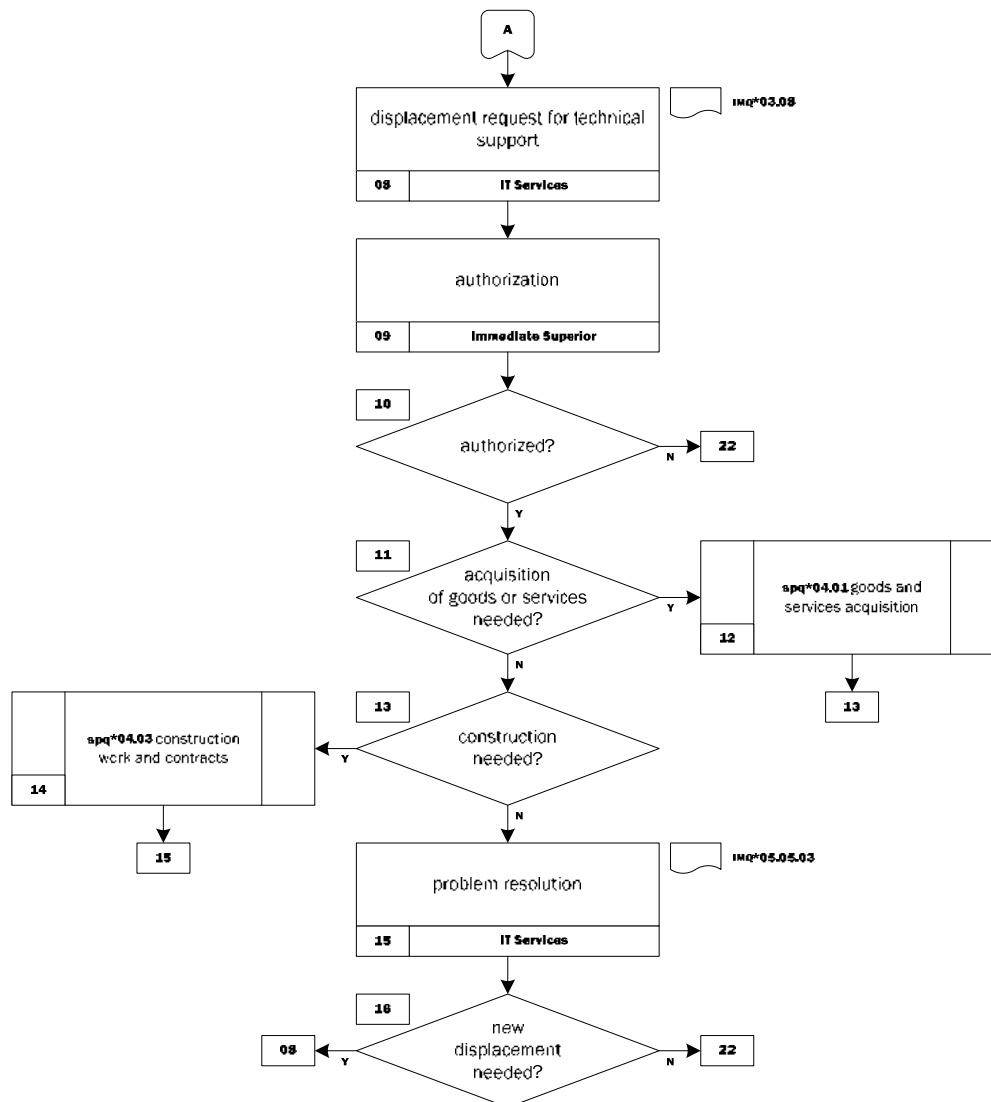 A
displacement request for technical
support
IMQ*03.08
08
IT Services
authorization
09
Immediate Superior
10
authorized?
N
22
Y
11
acquisition
of goods or services
needed?
Y
spq*04.01 goods and
services acquisition
12
N
13
13
construction
needed?
Y
spq*04.03 construction
work and contracts
14
15
N
problem resolution
IMQ*05.05.03
15
IT Services
16
new
displacement
needed?
Y
08
N
22